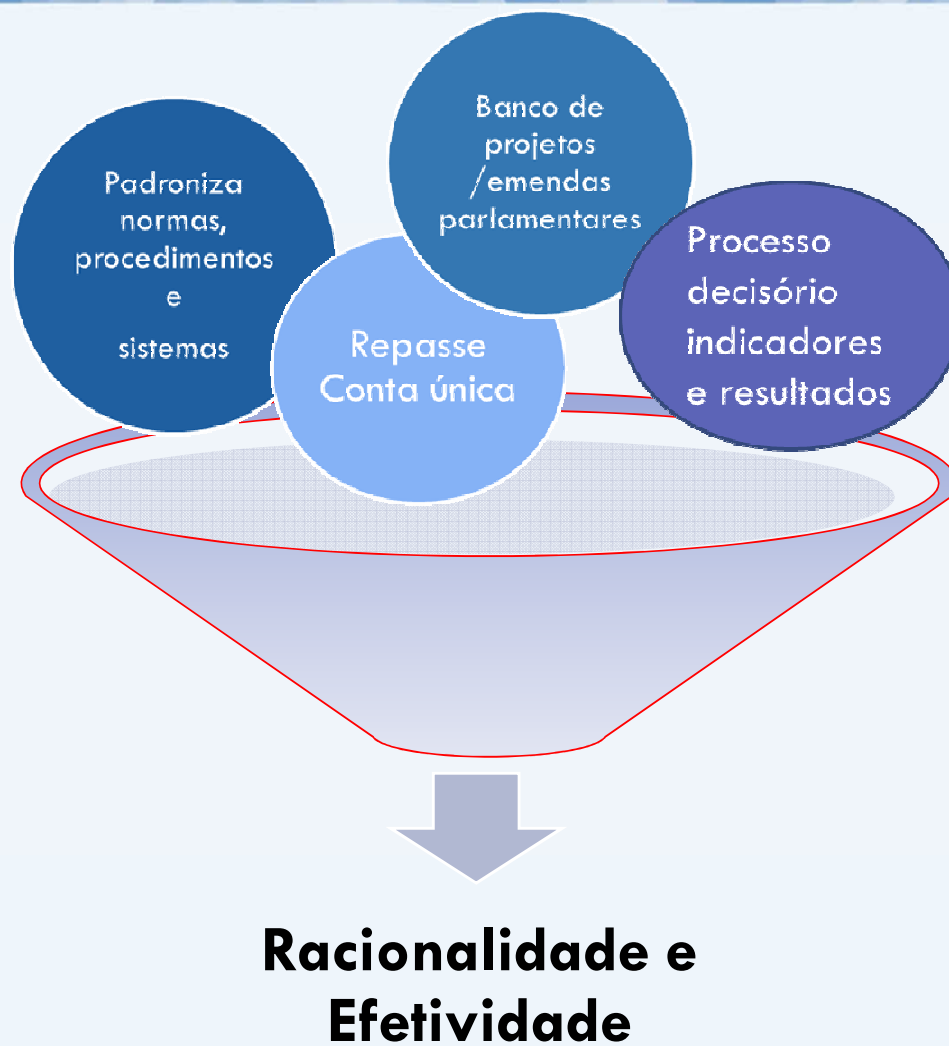 Padroniza
normas,
procedimentos
e
sistemas
Banco de
projetos
/emendas
parlamentares
Repasse
Conta única
Processo
decisório
indicadores
e resultados
Racionalidade e
Efetividade